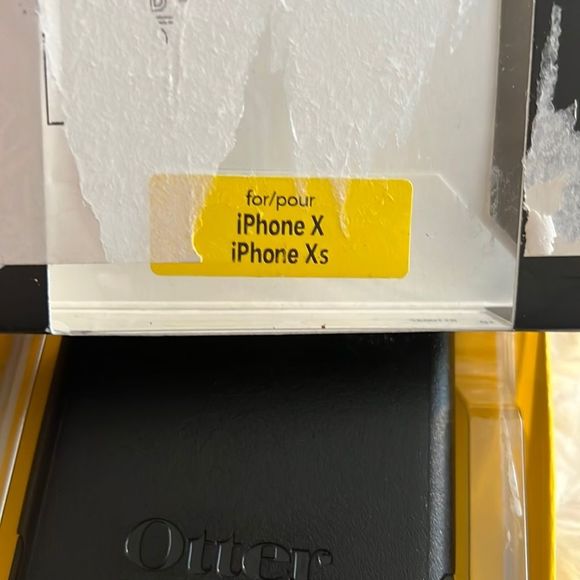 for/pour
iPhone X
iPhone Xs
Otter